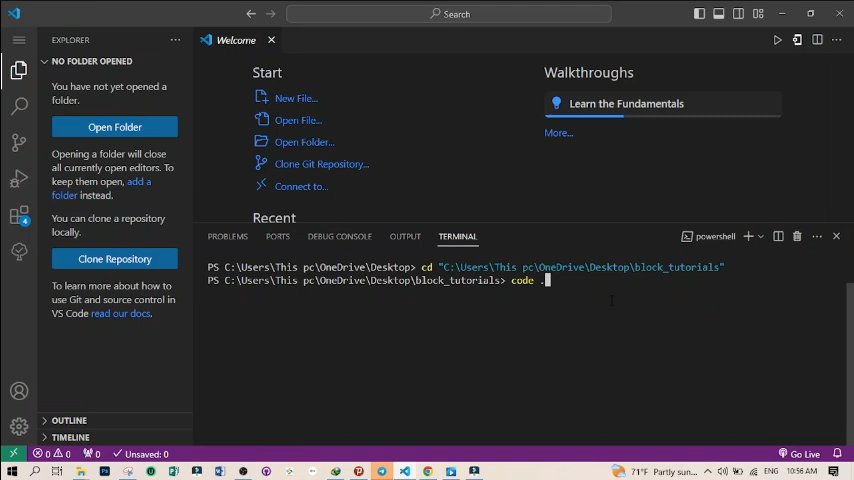 Search
EXPLORER
Welcome
NO FOLDER OPENED
You have not yet opened a
folder.
Open Folder
Opening a folder will close
all currently open editors. To
keep them open, add a
folder instead.
You can clone a repository
locally.
Clone Repository
To learn more about how to
use Git and source control in
VS Code read our docs.
OUTLINE
TIMELINE
4
Start
New File...
Open File...
Open Folder...
Clone Git Repository...
Connect to...
Recent
Walkthroughs
Learn the Fundamentals
More...
PROBLEMS PORTS DEBUG CONSOLE OUTPUT TERMINAL
powershell
PS C:\Users\This pc\OneDrive\Desktop> cd "C:\Users\This pc\OneDrive\Desktop\block_tutorials"
PS C:\Users\This pc\OneDrive\Desktop\block_tutorials> code .
0 0 0 Unsaved: 0 Go Live
71°F Partly sun... ENG 10:56 AM